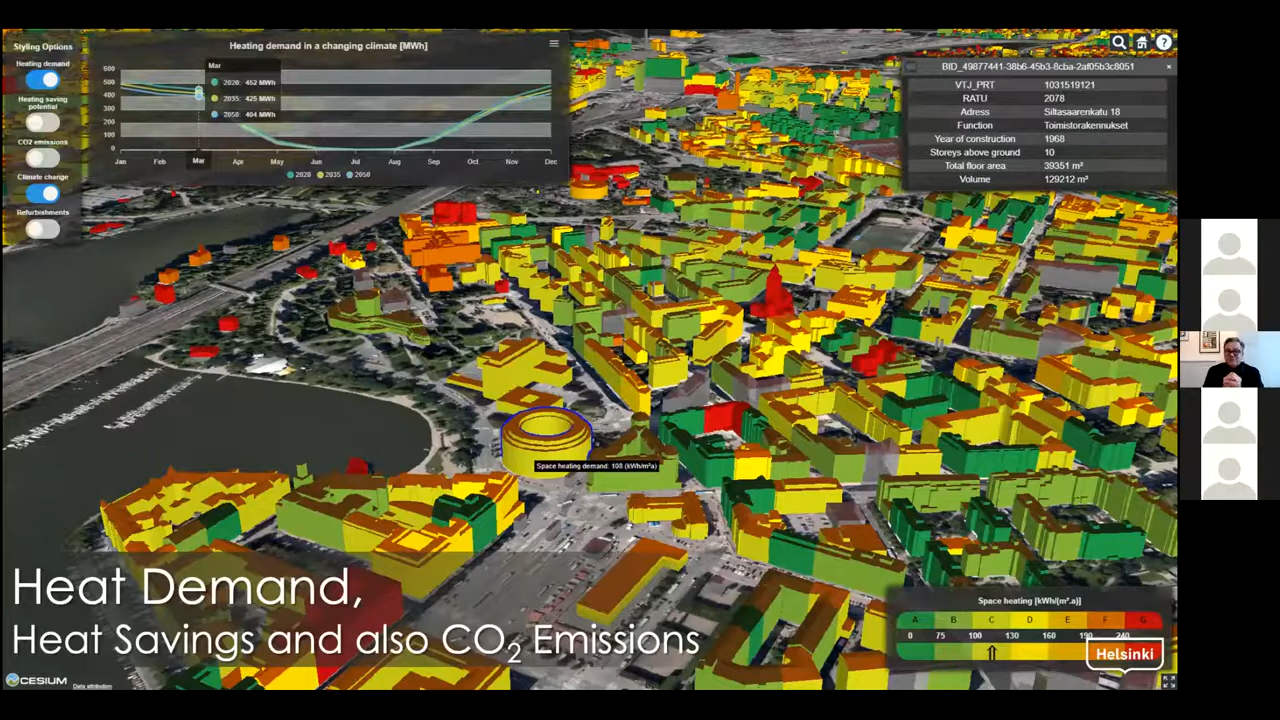 Styling Options
Heating demand
Heating saving
potential
CO2 emissions
Climate change
Refurbishments
Heating demand in a changing climate [MWh]
600
500
400
300
200
100
0
Mar
2020: 452 MWh
2035: 425 MWh
2050: 404 MWh
Jan Feb Mar Apr May Jun Jul Aug Sep Oct Nov Dec
2020 2035 2050
?
BID_49877441-38b6-45b3-8cba-2af05b3c8051 ×
VTJ_PRT 1031519121
RATU 2078
Adress Siltasaarenkatu 18
Function Toimistorakennukset
Year of construction 1968
Storeys above ground 10
Total floor area 39351 m²
Volume 129212 m³
Space heating demand: 108 (kWh/m²a)
Heat Demand,
Heat Savings and also CO₂ Emissions
Space heating [kWh/(m².a)]
A B C D E F G
0 75 100 130 160 190 240
Helsinki
CESIUM
Data attribution